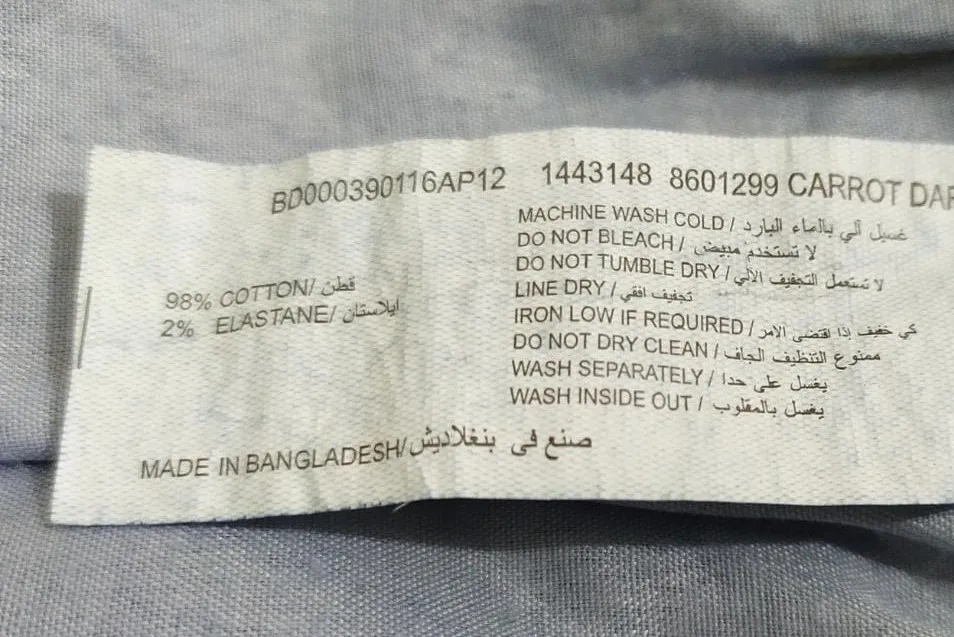 BD000390116AP12 1443148 8601299 CARROT DAR
98% COTTON/ قطن
2% ELASTANE/ ايلاستان
MACHINE WASH COLD / غسيل آلي بالماء البارد
DO NOT BLEACH / لا تستخدم مبيض
DO NOT TUMBLE DRY / لا تستعمل التجفيف الألي
LINE DRY / تجفيف افقي
IRON LOW IF REQUIRED / كي خفيف إذا اقتضى الامر
DO NOT DRY CLEAN / ممنوع التنظيف الجاف
WASH SEPARATELY / يغسل على حدا
WASH INSIDE OUT / يغسل بالمقلوب
MADE IN BANGLADESH/ صنع في بنغلاديش